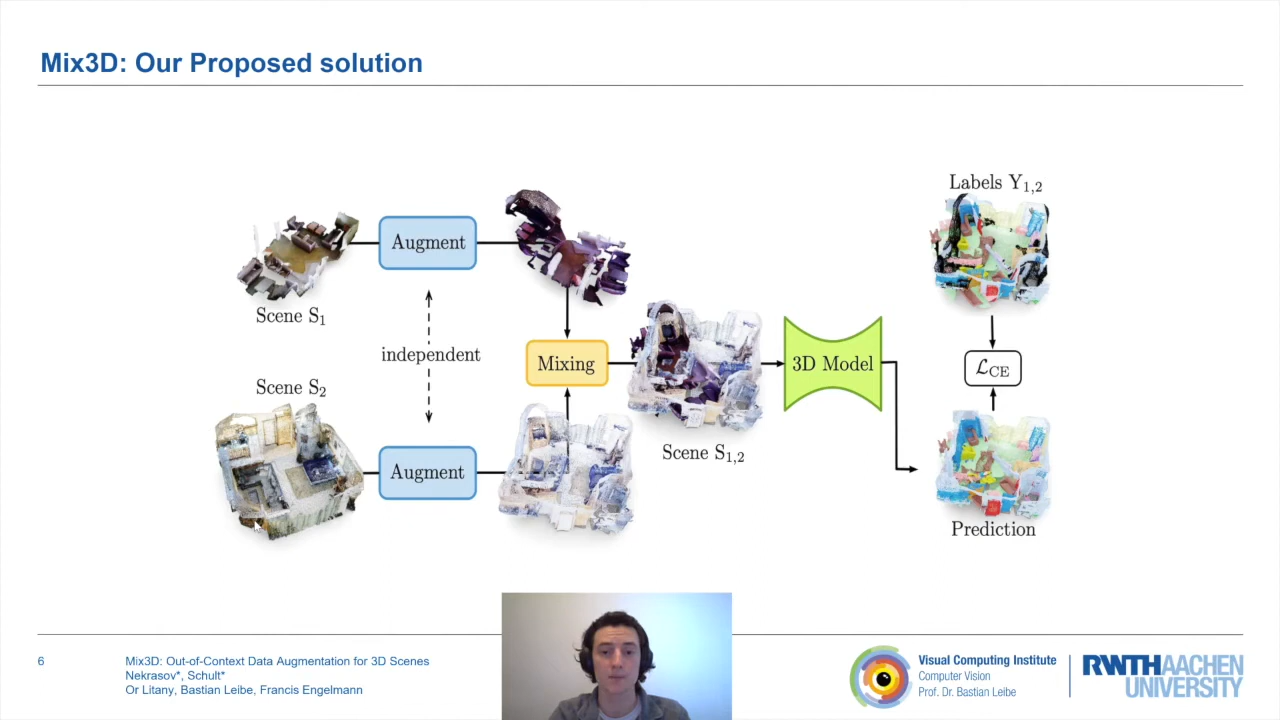 Mix3D: Our Proposed solution
Labels Y1,2
Augment
Scene S1
independent
Mixing
3D Model
LCE
Scene S2
Scene S1,2
Augment
Prediction
6
Mix3D: Out-of-Context Data Augmentation for 3D Scenes
Nekrasov*, Schult*
Or Litany, Bastian Leibe, Francis Engelmann
Visual Computing Institute
Computer Vision
Prof. Dr. Bastian Leibe
RWTHAACHEN
UNIVERSITY